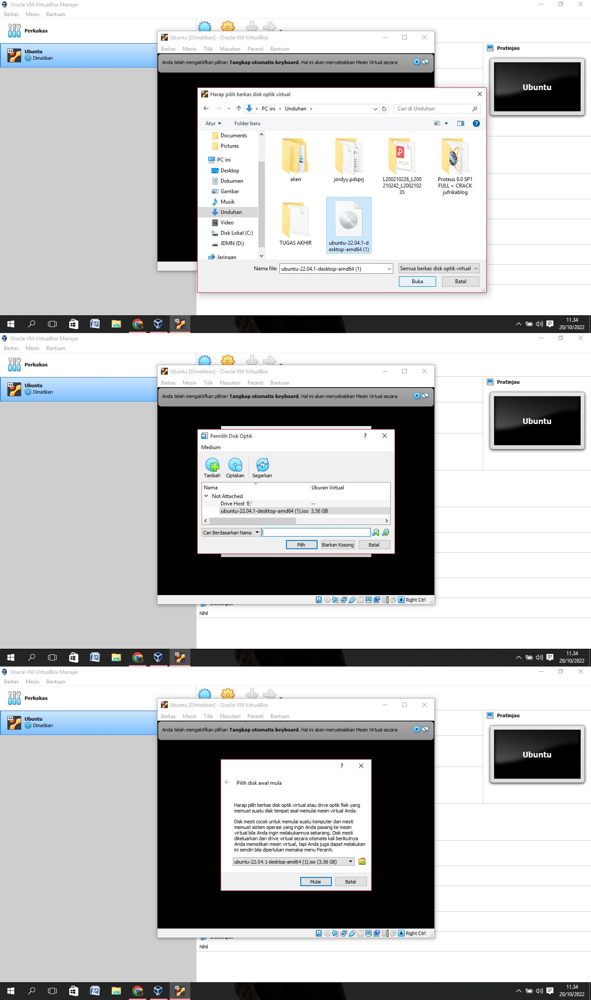 Oracle VM VirtualBox Manajer
Berkas Mesin Bantuan
Perkakas
Ubuntu
Dimatikan
Ubuntu [Dimatikan] - Oracle VM VirtualBox
Berkas Mesin Tilik Masukan Peranti Bantuan
Anda telah mengaktifkan pilihan Tangkap otomatis keyboard. Hal ini akan menyebabkan Mesin Virtual secara
Pratinjau
Ubuntu
Harap pilih berkas disk optik virtual
PC ini › Unduhan ›
Cari di Unduhan
Atur Folder baru
Documents
Pictures
PC ini
Desktop
Dokumen
Gambar
Musik
Unduhan
Video
Disk Lokal (C:)
JDMN (D:)
Jaringan
alien
jordyy.pdsprj
L200210226_L200
210242_L2002102
35
Proteus 8.0 SP1
FULL + CRACK
jufrikablog
TUGAS AKHIR
ubuntu-22.04.1-d
esktop-amd64 (1)
Nama file: ubuntu-22.04.1-desktop-amd64 (1) Semua berkas disk optik virtual
Buka Batal
11.34
20/10/2022
Oracle VM VirtualBox Manajer
Berkas Mesin Bantuan
Perkakas
Ubuntu
Dimatikan
Ubuntu [Dimatikan] - Oracle VM VirtualBox
Berkas Mesin Tilik Masukan Peranti Bantuan
Anda telah mengaktifkan pilihan Tangkap otomatis keyboard. Hal ini akan menyebabkan Mesin Virtual secara
Pratinjau
Ubuntu
Pemilih Disk Optik
Medium
Tambah Ciptakan Segarkan
Nama Ukuran Virtual
Not Attached
Drive Host 'E:' --
ubuntu-22.04.1-desktop-amd64 (1).iso 3,56 GB
Cari Berdasarkan Nama
Pilih Biarkan Kosong Batal
Right Ctrl
Nihil
11.34
20/10/2022
Oracle VM VirtualBox Manajer
Berkas Mesin Bantuan
Perkakas
Ubuntu
Dimatikan
Ubuntu [Dimatikan] - Oracle VM VirtualBox
Berkas Mesin Tilik Masukan Peranti Bantuan
Anda telah mengaktifkan pilihan Tangkap otomatis keyboard. Hal ini akan menyebabkan Mesin Virtual secara
Pratinjau
Ubuntu
Pilih disk awal mula
Harap pilih berkas disk optik virtual atau drive optik fisik yang
memuat suatu disk tempat asal memulai mesin virtual Anda.
Disk mesti cocok untuk memulai suatu komputer dan mesti
memuat sistem operasi yang ingin Anda pasang ke mesin
virtual bila Anda ingin melakukannya sekarang. Disk mesti
dikeluarkan dari drive virtual secara otomatis kali berikutnya
Anda mematikan mesin virtual, tapi Anda juga dapat melakukan
ini sendiri bila diperlukan memakai menu Peranti.
ubuntu-22.04.1-desktop-amd64 (1).iso (3,56 GB)
Mulai Batal
Right Ctrl
Nihil
11.34
20/10/2022